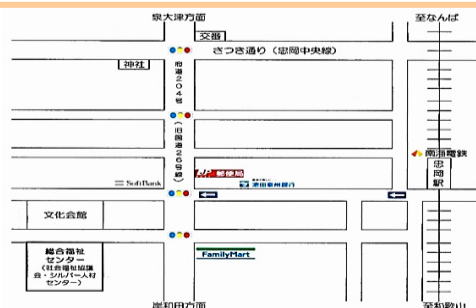 泉大津方面
至なんば
交番
さつき通り（忠岡中央線）
神社
府道204号
（旧国道26号線）
南海電鉄
忠岡駅
SoftBank
郵便局
池田泉州銀行
文化会館
総合福祉
センター
（社会福祉協議
会・シルバー人材
センター）
FamilyMart
岸和田方面
至和歌山